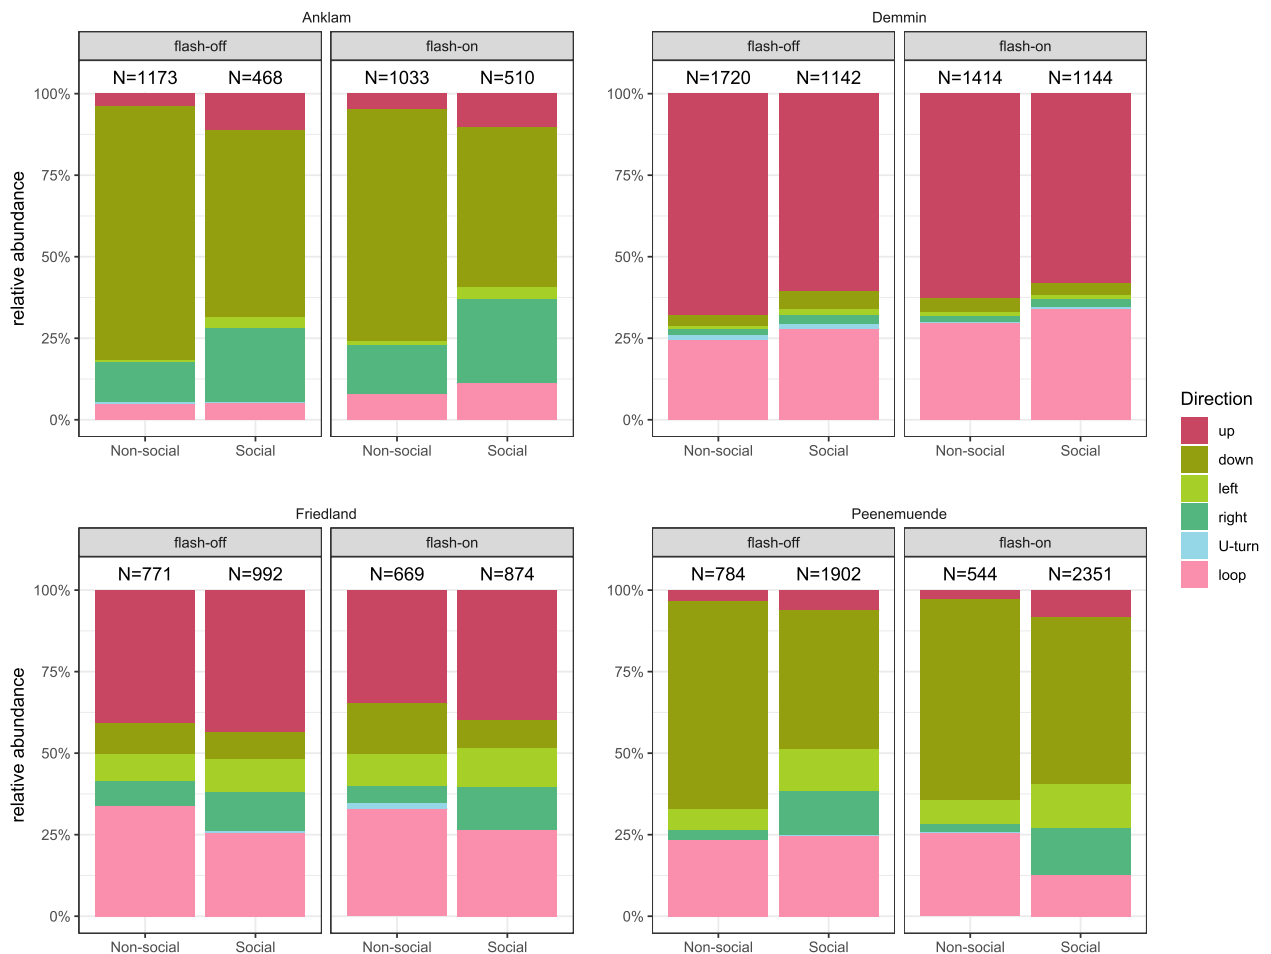 Anklam
flash-off
flash-on
N=1173 N=468
N=1033 N=510
100%
75%
50%
25%
0%
relative abundance
Non-social Social
Non-social Social
Demmin
flash-off
flash-on
N=1720 N=1142
N=1414 N=1144
100%
75%
50%
25%
0%
Non-social Social
Non-social Social
Friedland
flash-off
flash-on
N=771 N=992
N=669 N=874
100%
75%
50%
25%
0%
relative abundance
Non-social Social
Non-social Social
Peenemuende
flash-off
flash-on
N=784 N=1902
N=544 N=2351
100%
75%
50%
25%
0%
Non-social Social
Non-social Social
Direction
up
down
left
right
U-turn
loop